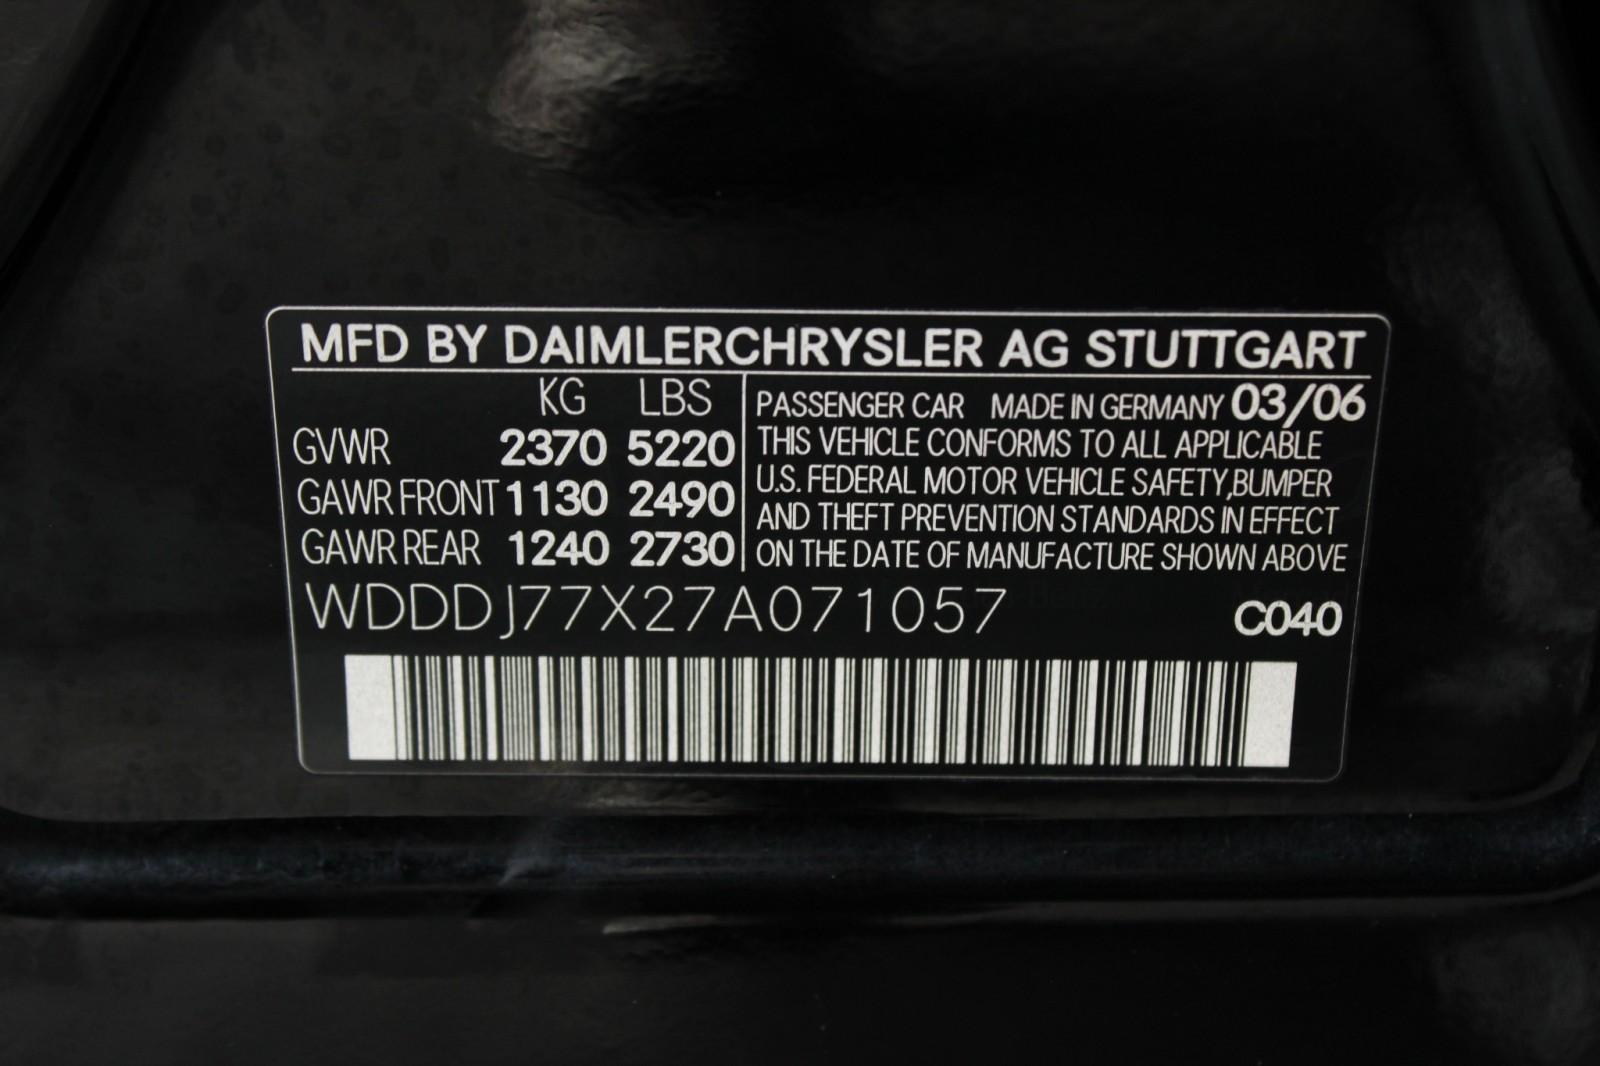 MFD BY DAIMLERCHRYSLER AG STUTTGART
KG LBS
GVWR 2370 5220
GAWR FRONT 1130 2490
GAWR REAR 1240 2730
PASSENGER CAR MADE IN GERMANY 03/06
THIS VEHICLE CONFORMS TO ALL APPLICABLE
U.S. FEDERAL MOTOR VEHICLE SAFETY,BUMPER
AND THEFT PREVENTION STANDARDS IN EFFECT
ON THE DATE OF MANUFACTURE SHOWN ABOVE
WDDDJ77X27A071057
C040